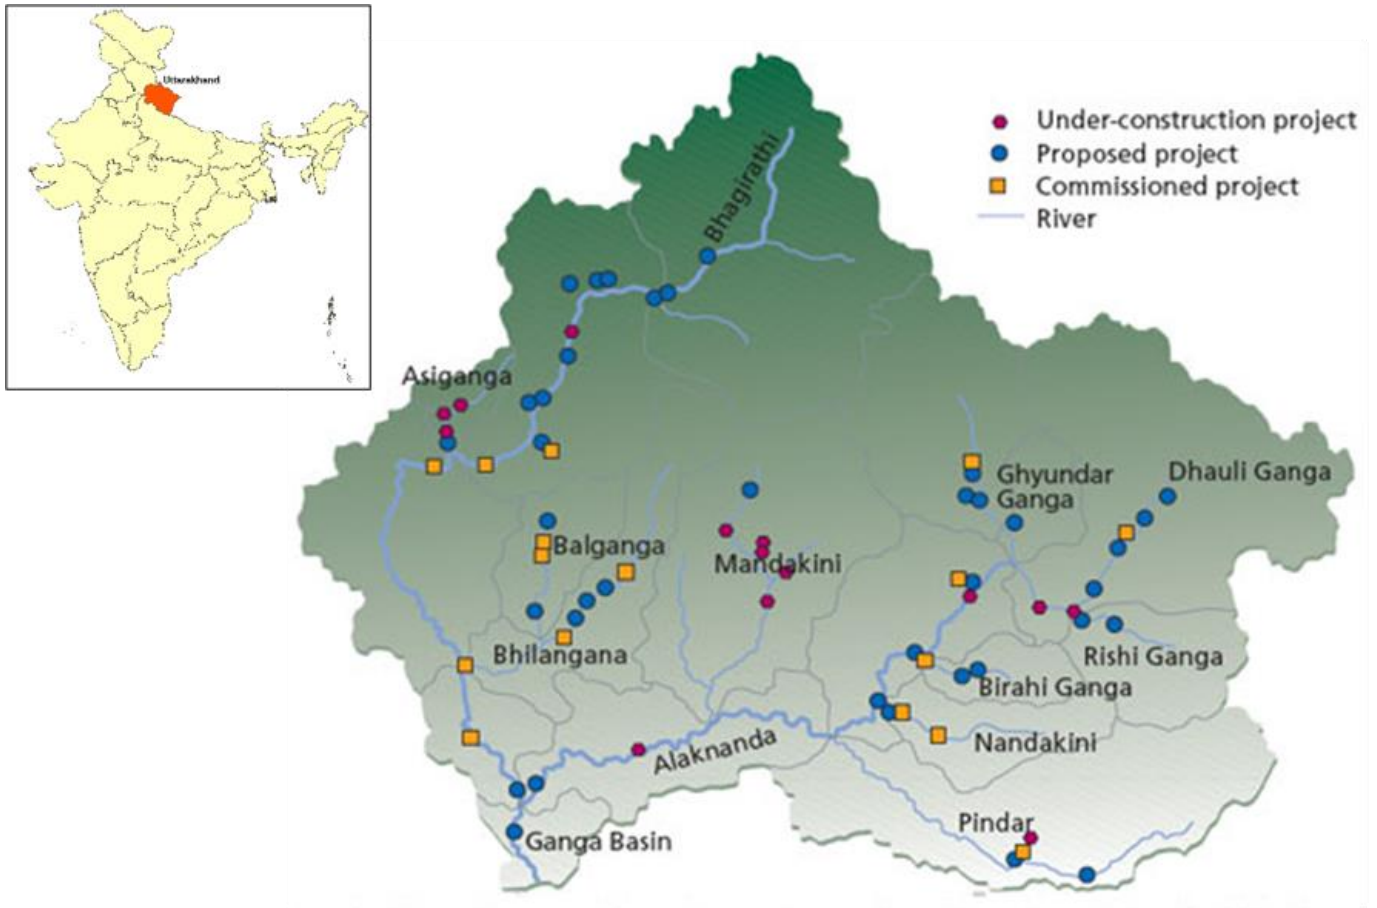 Uttarakhand
Under-construction project
Proposed project
Commissioned project
River
Bhagirathi
Asiganga
Ghyundar
Ganga
Dhauli Ganga
Balganga
Mandakini
Bhilangana
Rishi Ganga
Birahi Ganga
Alaknanda
Nandakini
Pindar
Ganga Basin